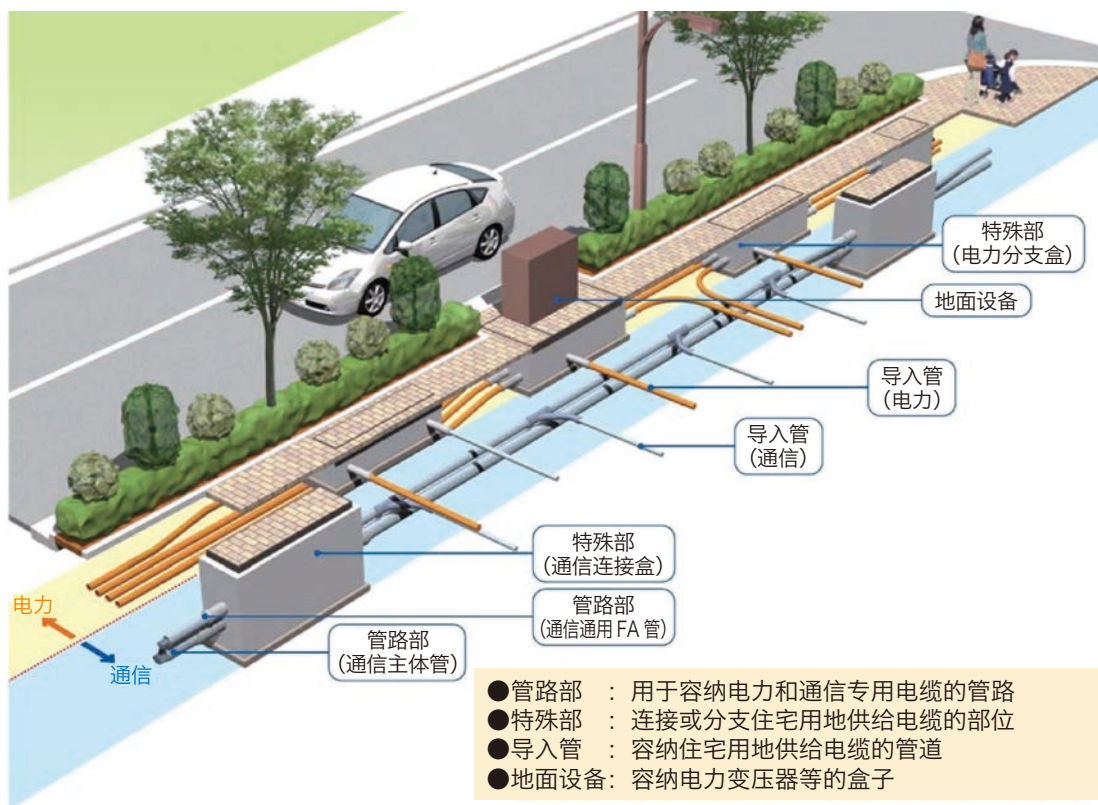 特殊部
(电力分支盒)
地面设备
导入管
(电力)
导入管
(通信)
特殊部
(通信连接盒)
管路部
(通信通用 FA 管)
管路部
(通信主体管)
电力
通信
●管路部 : 用于容纳电力和通信专用电缆的管路
●特殊部 : 连接或分支住宅用地供给电缆的部位
●导入管 : 容纳住宅用地供给电缆的管道
●地面设备: 容纳电力变压器等的盒子